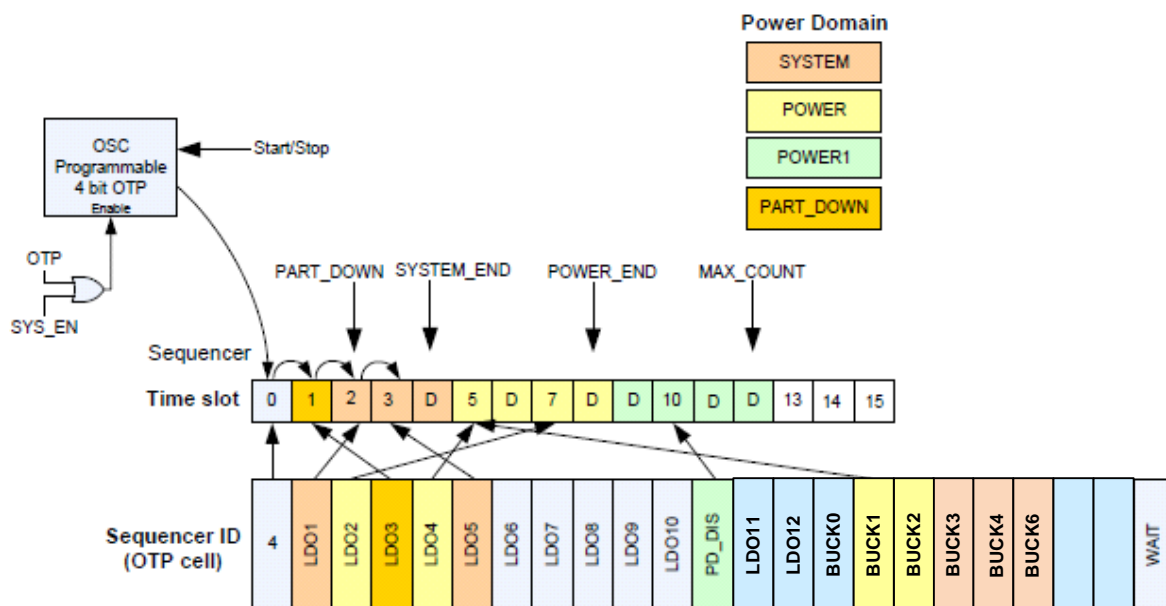 Power Domain
SYSTEM
POWER
POWER1
PART_DOWN
OSC
Programmable
4 bit OTP
Enable
Start/Stop
OTP
SYS_EN
PART_DOWN
SYSTEM_END
POWER_END
MAX_COUNT
Sequencer
Time slot
0 1 2 3 D 5 D 7 D D 10 D D 13 14 15
Sequencer ID
(OTP cell)
4
LDO1
LDO2
LDO3
LDO4
LDO5
LDO6
LDO7
LDO8
LDO9
LDO10
PD_DIS
LDO11
LDO12
BUCK0
BUCK1
BUCK2
BUCK3
BUCK4
BUCK6
WAIT